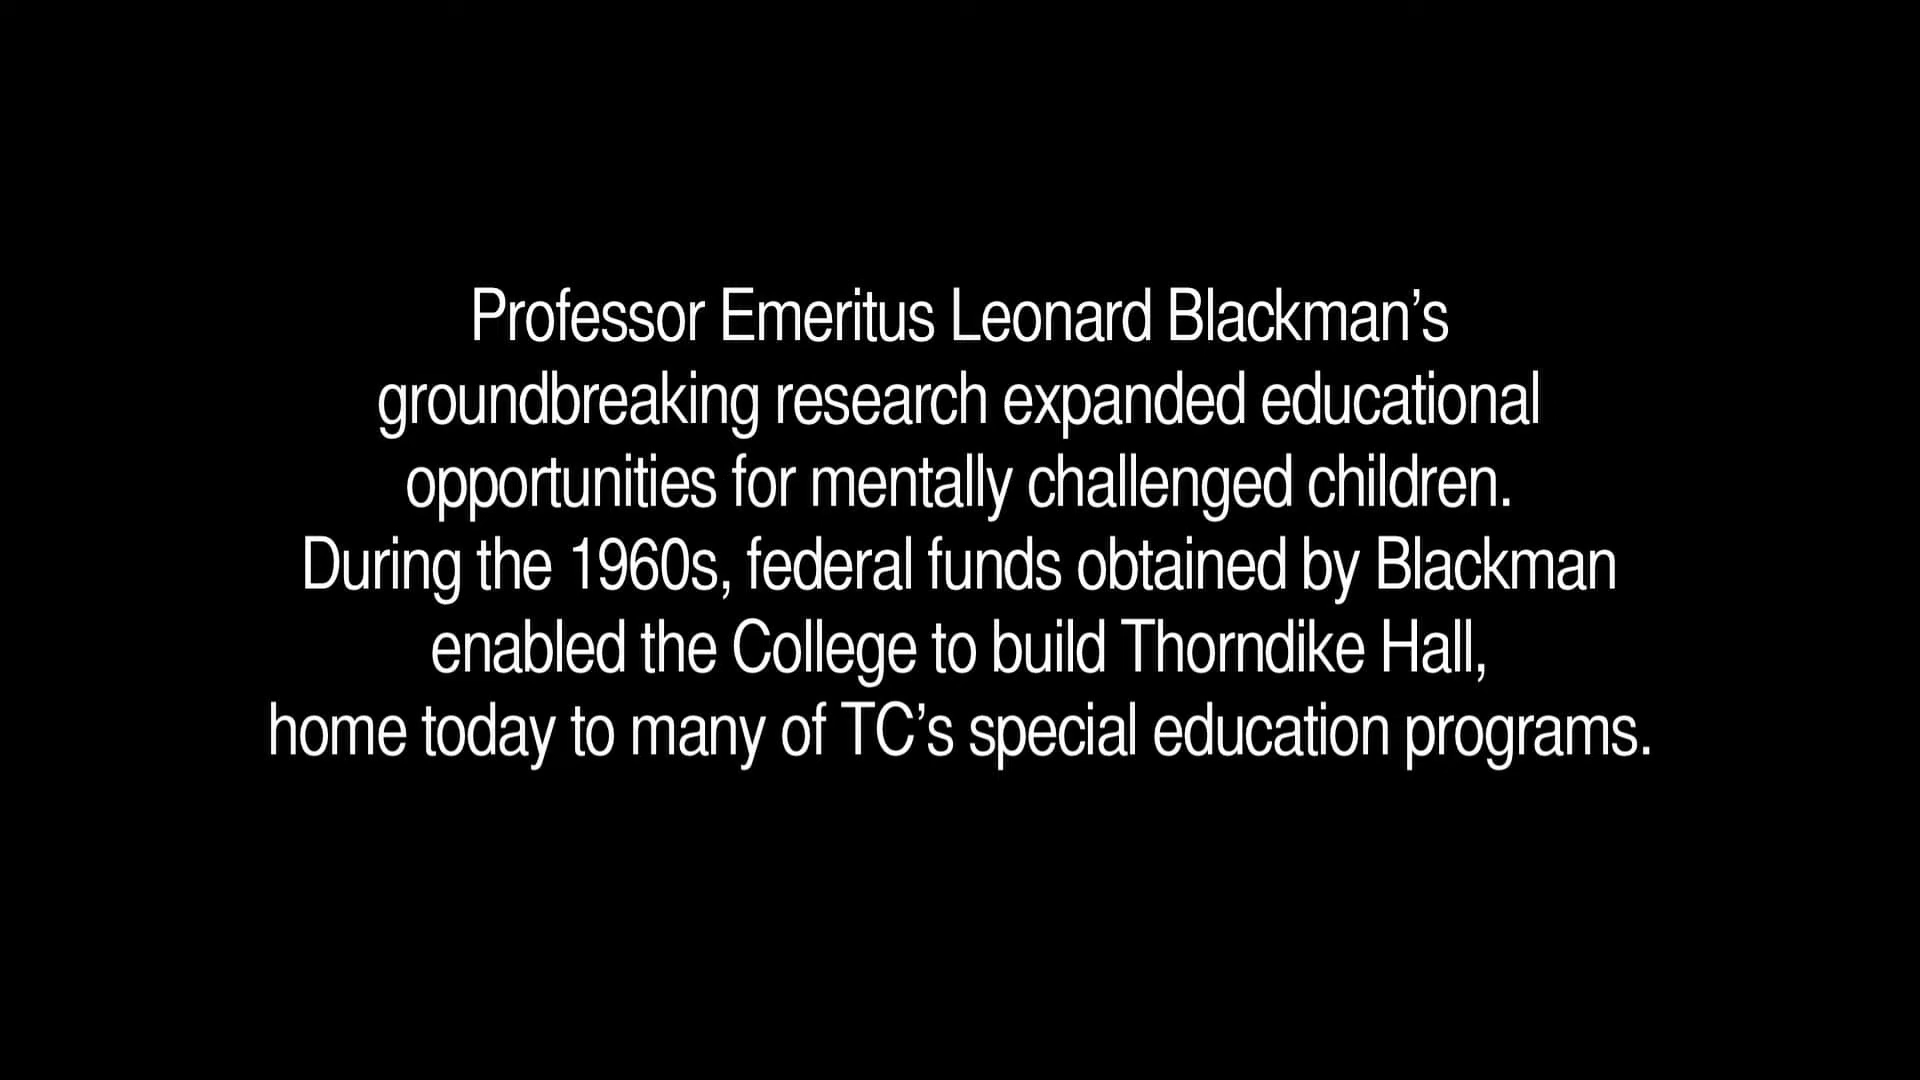 Professor Emeritus Leonard Blackman’s
groundbreaking research expanded educational
opportunities for mentally challenged children.
During the 1960s, federal funds obtained by Blackman
enabled the College to build Thorndike Hall,
home today to many of TC’s special education programs.